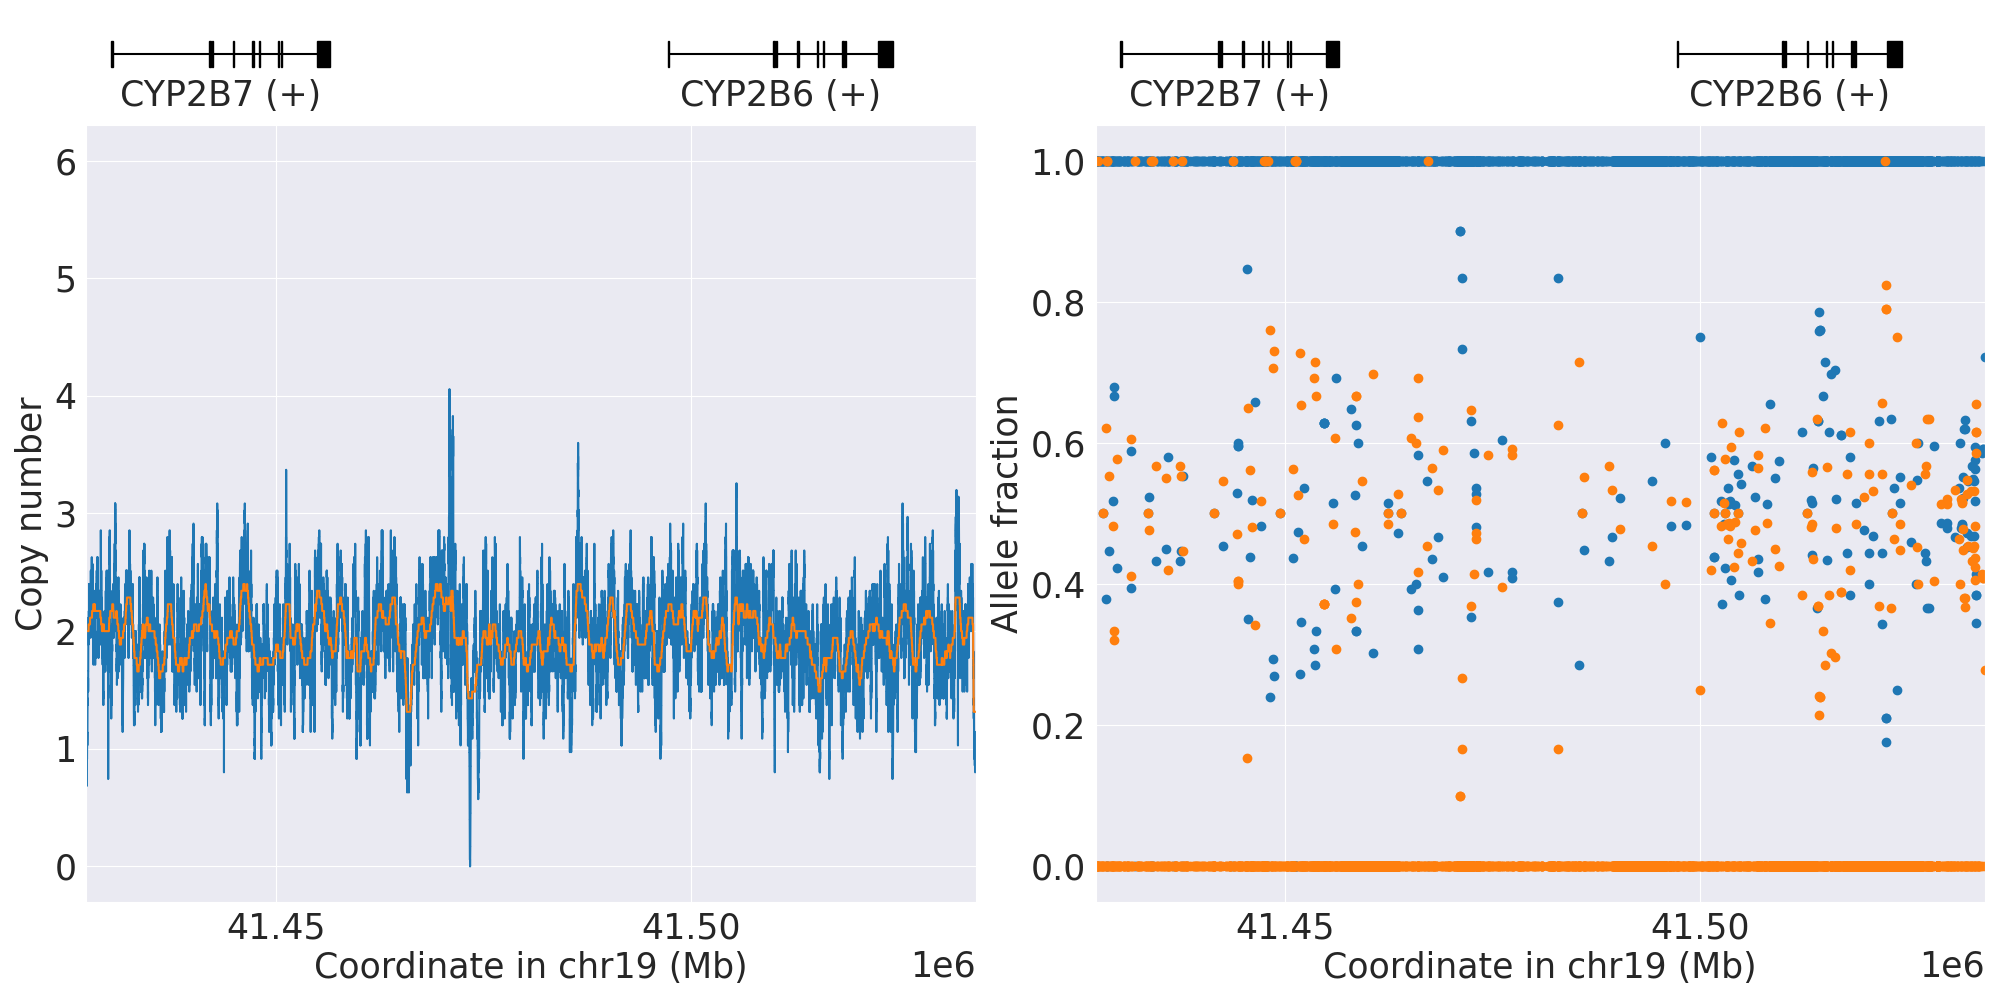 CYP2B7 (+)
CYP2B6 (+)
6
5
4
3
2
1
0
Copy number
41.45
41.50
Coordinate in chr19 (Mb)
1e6
CYP2B7 (+)
CYP2B6 (+)
1.0
0.8
0.6
0.4
0.2
0.0
Allele fraction
41.45
41.50
Coordinate in chr19 (Mb)
1e6